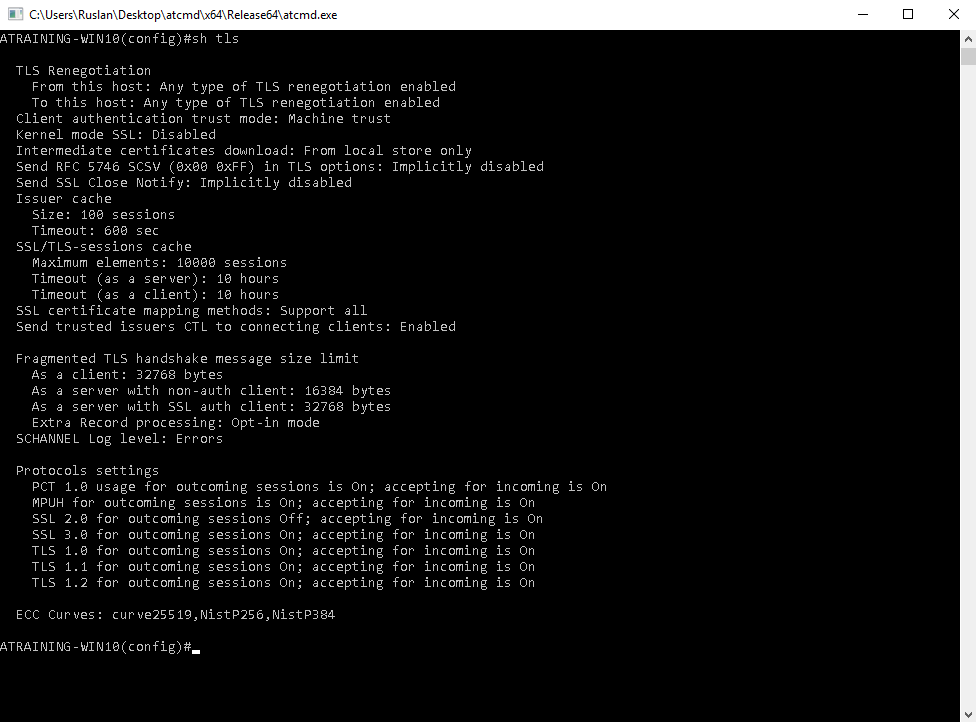 C:\Users\Ruslan\Desktop\atcmd\x64\Release64\atcmd.exe
ATRAINING-WIN10(config)#sh tls
TLS Renegotiation
From this host: Any type of TLS renegotiation enabled
To this host: Any type of TLS renegotiation enabled
Client authentication trust mode: Machine trust
Kernel mode SSL: Disabled
Intermediate certificates download: From local store only
Send RFC 5746 SCSV (0x00 0xFF) in TLS options: Implicitly disabled
Send SSL Close Notify: Implicitly disabled
Issuer cache
Size: 100 sessions
Timeout: 600 sec
SSL/TLS-sessions cache
Maximum elements: 10000 sessions
Timeout (as a server): 10 hours
Timeout (as a client): 10 hours
SSL certificate mapping methods: Support all
Send trusted issuers CTL to connecting clients: Enabled
Fragmented TLS handshake message size limit
As a client: 32768 bytes
As a server with non-auth client: 16384 bytes
As a server with SSL auth client: 32768 bytes
Extra Record processing: Opt-in mode
SCHANNEL Log level: Errors
Protocols settings
PCT 1.0 usage for outcoming sessions is On; accepting for incoming is On
MPUH for outcoming sessions is On; accepting for incoming is On
SSL 2.0 for outcoming sessions Off; accepting for incoming is On
SSL 3.0 for outcoming sessions On; accepting for incoming is On
TLS 1.0 for outcoming sessions On; accepting for incoming is On
TLS 1.1 for outcoming sessions On; accepting for incoming is On
TLS 1.2 for outcoming sessions On; accepting for incoming is On
ECC Curves: curve25519,NistP256,NistP384
ATRAINING-WIN10(config)#